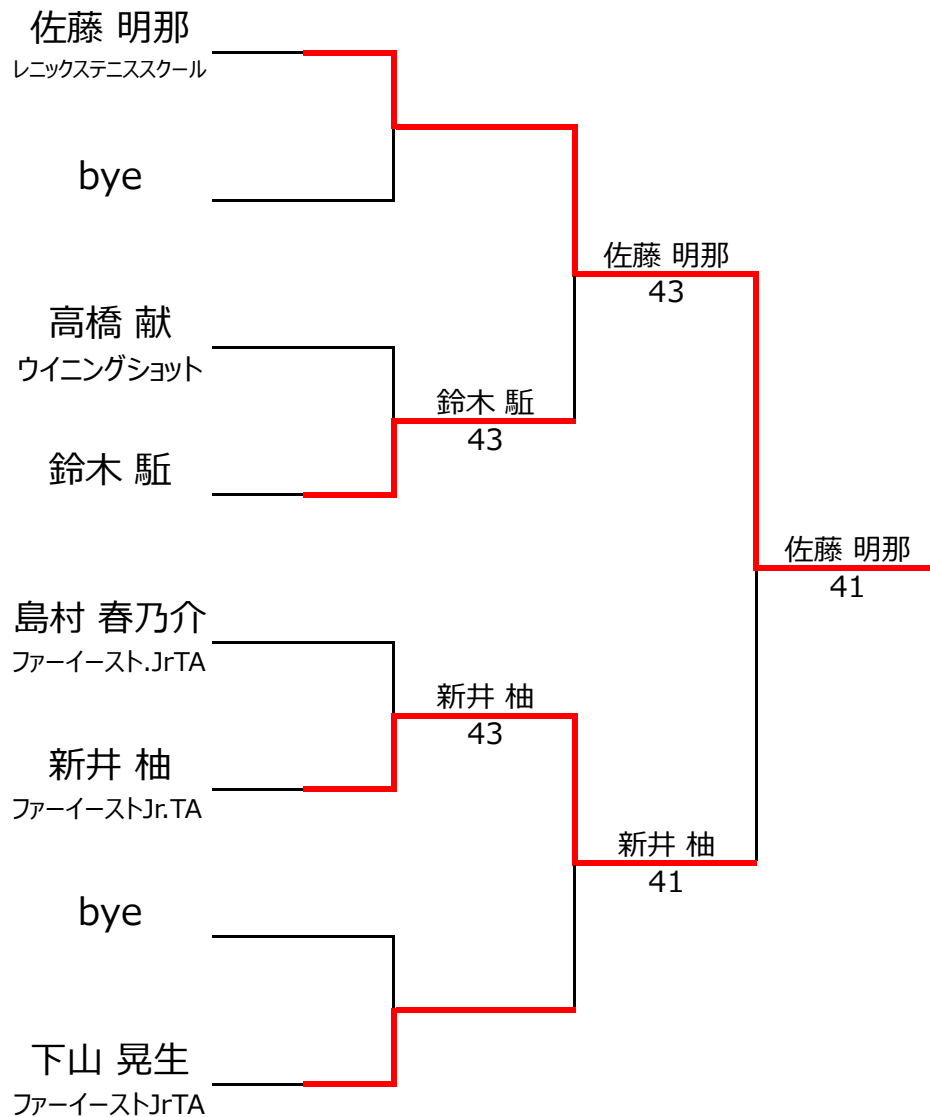 佐藤 明那
レニックステニススクール
bye
佐藤 明那
43
高橋 献
ウイニングショット
鈴木 駈
43
鈴木 駈
佐藤 明那
41
島村 春乃介
ファーイースト.JrTA
新井 柚
43
新井 柚
ファーイーストJr.TA
新井 柚
41
bye
下山 晃生
ファーイーストJrTA